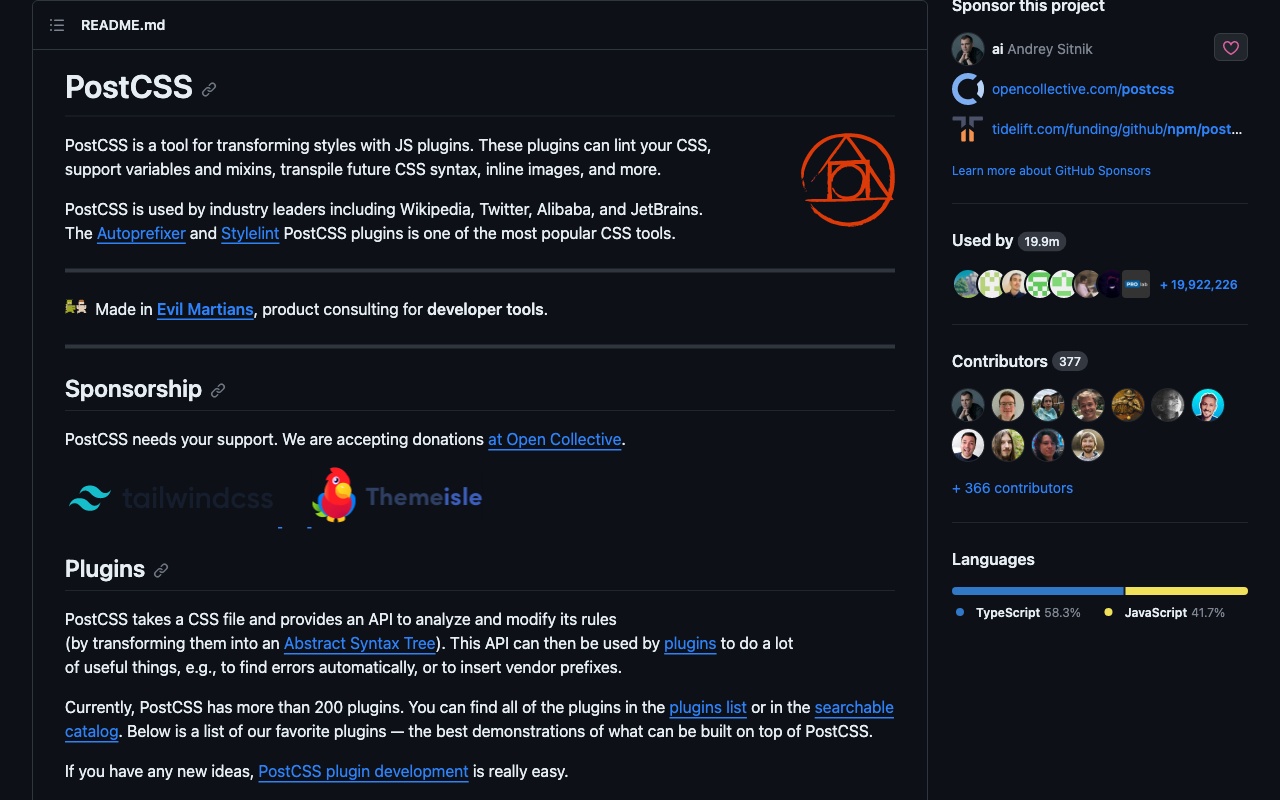 README.md
PostCSS
PostCSS is a tool for transforming styles with JS plugins. These plugins can lint your CSS,
support variables and mixins, transpile future CSS syntax, inline images, and more.
PostCSS is used by industry leaders including Wikipedia, Twitter, Alibaba, and JetBrains.
The Autoprefixer and Stylelint PostCSS plugins is one of the most popular CSS tools.
Made in Evil Martians, product consulting for developer tools.
Sponsorship
PostCSS needs your support. We are accepting donations at Open Collective.
tailwindcss
Themeisle
Plugins
PostCSS takes a CSS file and provides an API to analyze and modify its rules
(by transforming them into an Abstract Syntax Tree). This API can then be used by plugins to do a lot
of useful things, e.g., to find errors automatically, or to insert vendor prefixes.
Currently, PostCSS has more than 200 plugins. You can find all of the plugins in the plugins list or in the searchable
catalog. Below is a list of our favorite plugins — the best demonstrations of what can be built on top of PostCSS.
If you have any new ideas, PostCSS plugin development is really easy.
Sponsor this project
ai Andrey Sitnik
opencollective.com/postcss
tidelift.com/funding/github/npm/post...
Learn more about GitHub Sponsors
Used by 19.9m
PRO lab
+ 19,922,226
Contributors 377
+ 366 contributors
Languages
TypeScript 58.3%
JavaScript 41.7%